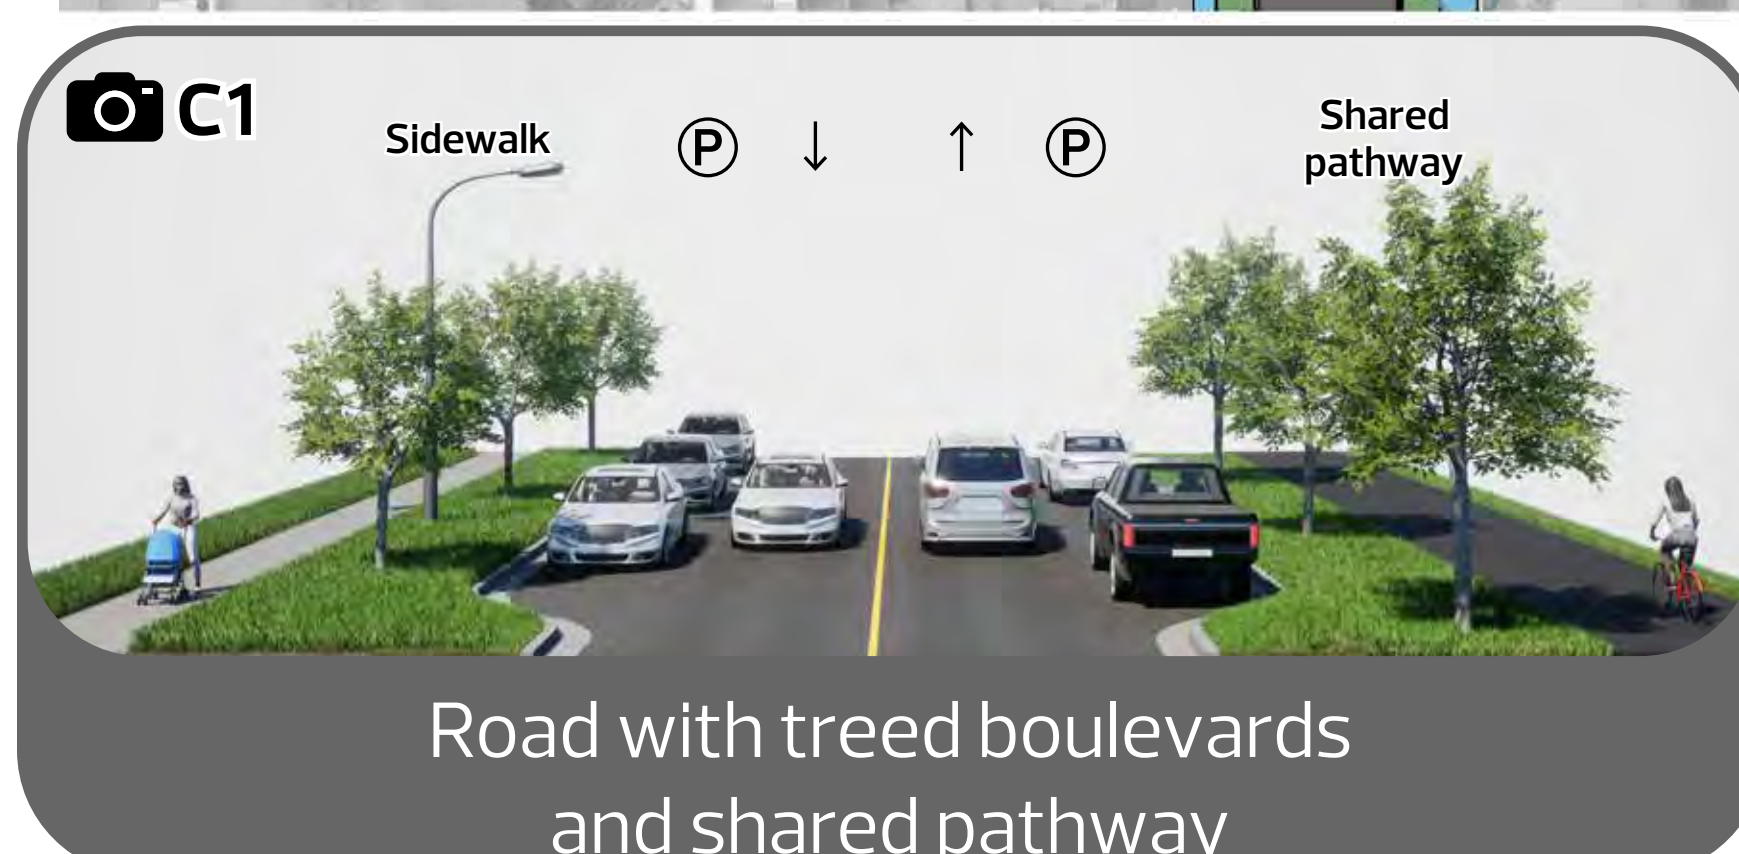 C1
Sidewalk
P ↓ ↑ P
Shared
pathway
Road with treed boulevards
and shared pathway